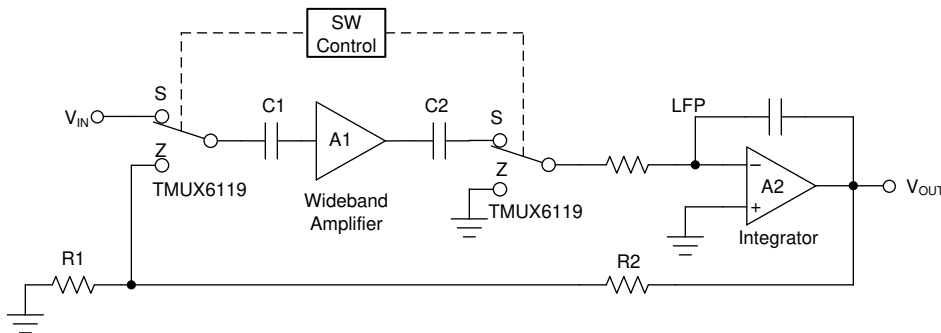 SW
Control
S
C1
C2
LFP
V_IN
S
A1
Z
TMUX6119
Z
−
A2
+
V_OUT
Wideband
Amplifier
TMUX6119
Integrator
R1
R2